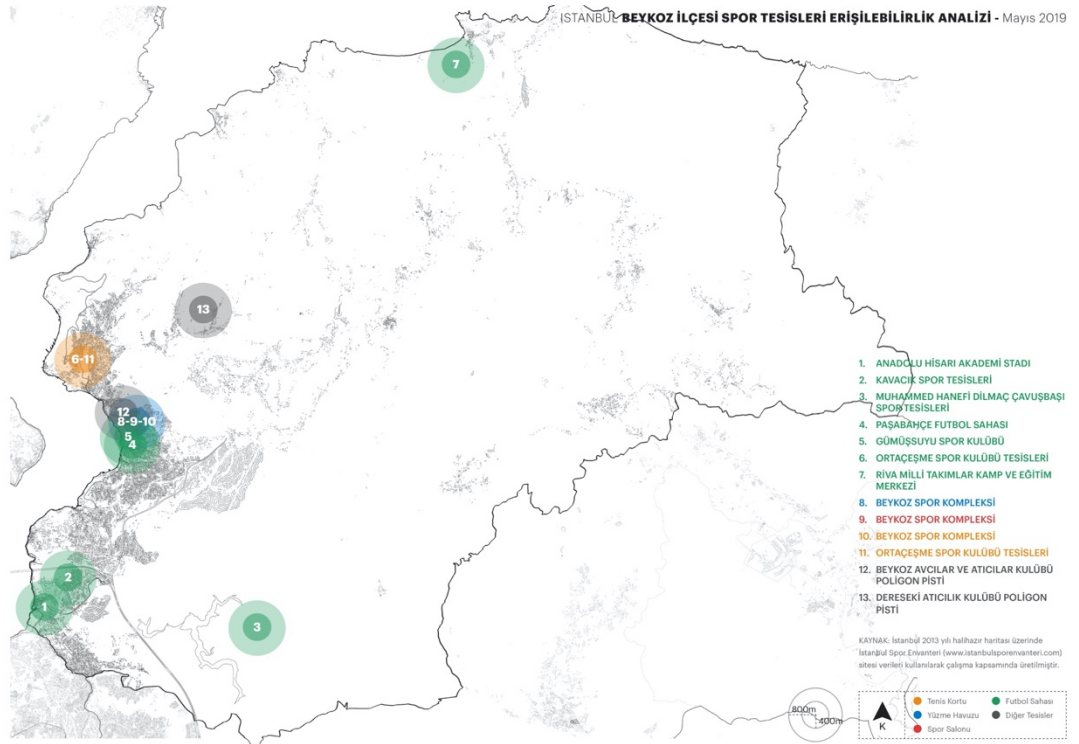 İSTANBUL BEYKOZ İLÇESİ SPOR TESİSLERİ ERİŞİLEBİLİRLİK ANALİZİ - Mayıs 2019
7
13
6-11
12
8-9-10
5
4
2
1
3
1. ANADOLU HİSARI AKADEMİ STADI
2. KAVACIK SPOR TESİSLERİ
3. MUHAMMED HANEFİ DİLMAÇ ÇAVUŞBAŞI
SPOR TESİSLERİ
4. PAŞABAHÇE FUTBOL SAHASI
5. GÜMÜŞSUYU SPOR KULÜBÜ
6. ORTAÇEŞME SPOR KULÜBÜ TESİSLERİ
7. RİVA MİLLİ TAKIMLAR KAMP VE EĞİTİM
MERKEZİ
8. BEYKOZ SPOR KOMPLEKSİ
9. BEYKOZ SPOR KOMPLEKSİ
10. BEYKOZ SPOR KOMPLEKSİ
11. ORTAÇEŞME SPOR KULÜBÜ TESİSLERİ
12. BEYKOZ AVCILAR VE ATICILAR KULÜBÜ
POLİGON PİSTİ
13. DERESKİ ATICILIK KULÜBÜ POLİGON
PİSTİ
KAYNAK: İstanbul 2013 yılı halihazır haritası üzerinde
İstanbul Spor Envanteri (www.istanbulsporenvanteri.com)
sitesi verileri kullanılarak çalışma kapsamında üretilmiştir.
800m
400m
K
Tenis Kortu
Yüzme Havuzu
Spor Salonu
Futbol Sahası
Diğer Tesisler